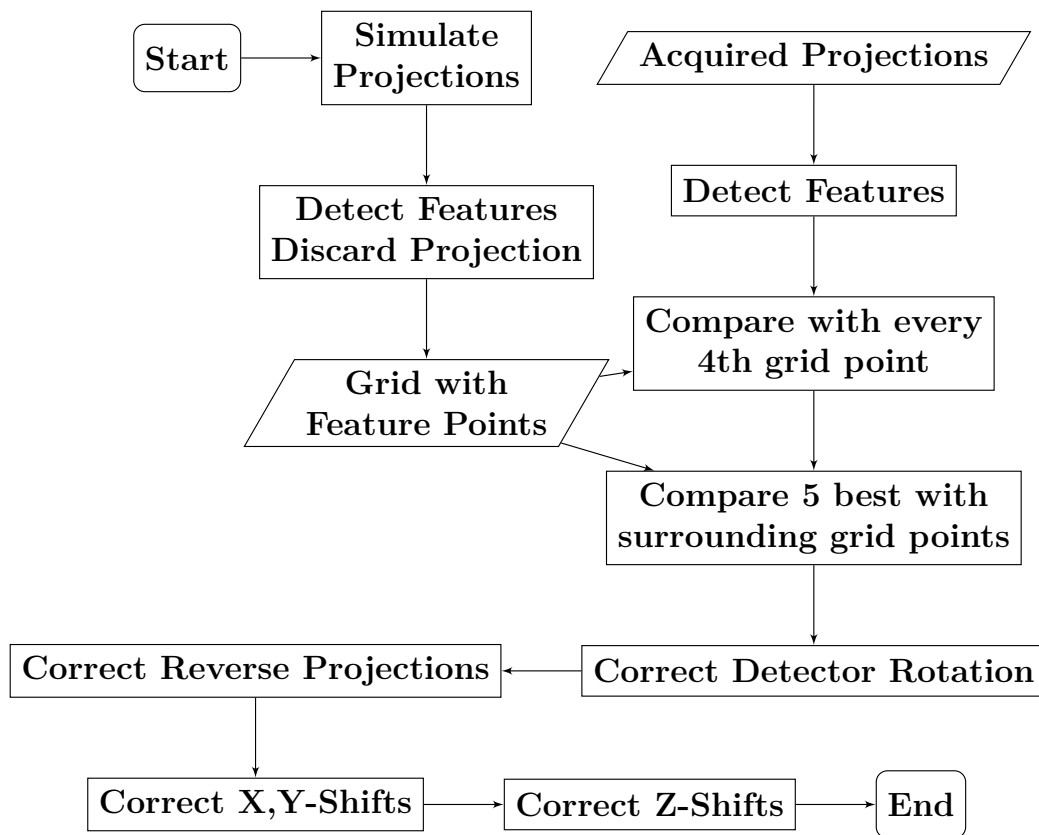 Start
Simulate
Projections
Acquired Projections
Detect Features
Discard Projection
Detect Features
Grid with
Feature Points
Compare with every
4th grid point
Compare 5 best with
surrounding grid points
Correct Detector Rotation
Correct Reverse Projections
Correct X,Y-Shifts
Correct Z-Shifts
End